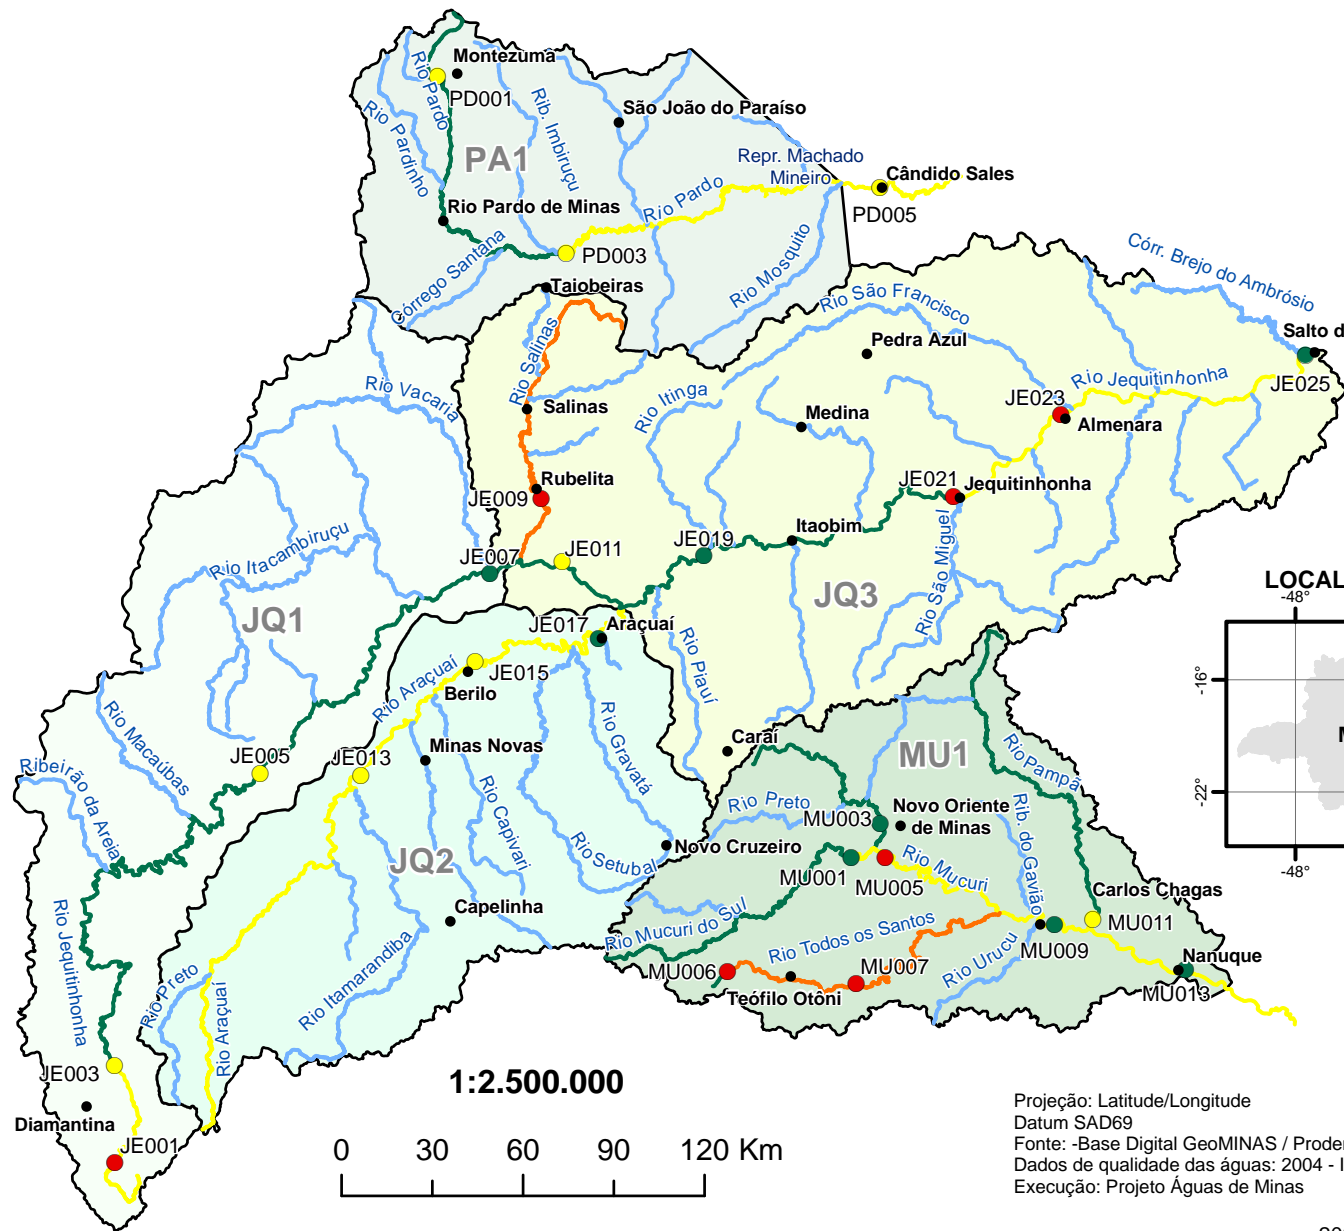 Montezuma
Rio Pardo
PD001
Rio Pardinho
Rib. Imbiruçu
São João do Paraíso
PA1
Repr. Machado
Mineiro
Cândido Sales
PD005
Rio Pardo de Minas
Rio Pardo
PD003
Córrego Santana
Rio Mosquito
Taiobeiras
Córr. Brejo do Ambrósio
Rio São Francisco
Salto d
Pedra Azul
Rio Salinas
Rio Jequitinhonha
JE025
Rio Vacaria
Rio Itinga
JE023
Salinas
Medina
Almenara
Rubelita
JE009
JE021
Jequitinhonha
Itaobim
JE019
JE011
JE007
Rio Itacambiruçu
Rio São Miguel
JQ1
JQ3
LOCAL
-48°
JE017
Araçuaí
Rio Piauí
Rio Araçuaí
JE015
Berilo
-16°
M
Rio Macaúbas
Rio Gravatá
Minas Novas
Caraí
MU1
Rio Pampã
JE005
JE013
Ribeirão da Areia
-22°
Rio Preto
MU003
Novo Oriente
de Minas
Rib. do Gavião
Rio Capivari
Rio Setubal
Novo Cruzeiro
JQ2
MU001
MU005
Rio Mucuri
-48°
Carlos Chagas
MU011
Capelinha
Rio Mucuri do Sul
Rio Todos os Santos
Rio Jequitinhonha
Rio Preto
Rio Araçuaí
Rio Itamarandiba
MU006
MU007
Rio Urucu
MU009
Nanuque
MU013
Teófilo Otôni
JE003
1:2.500.000
Diamantina
JE001
0 30 60 90 120 Km
Projeção: Latitude/Longitude
Datum SAD69
Fonte: -Base Digital GeoMINAS / Proder
Dados de qualidade das águas: 2004 - I
Execução: Projeto Águas de Minas